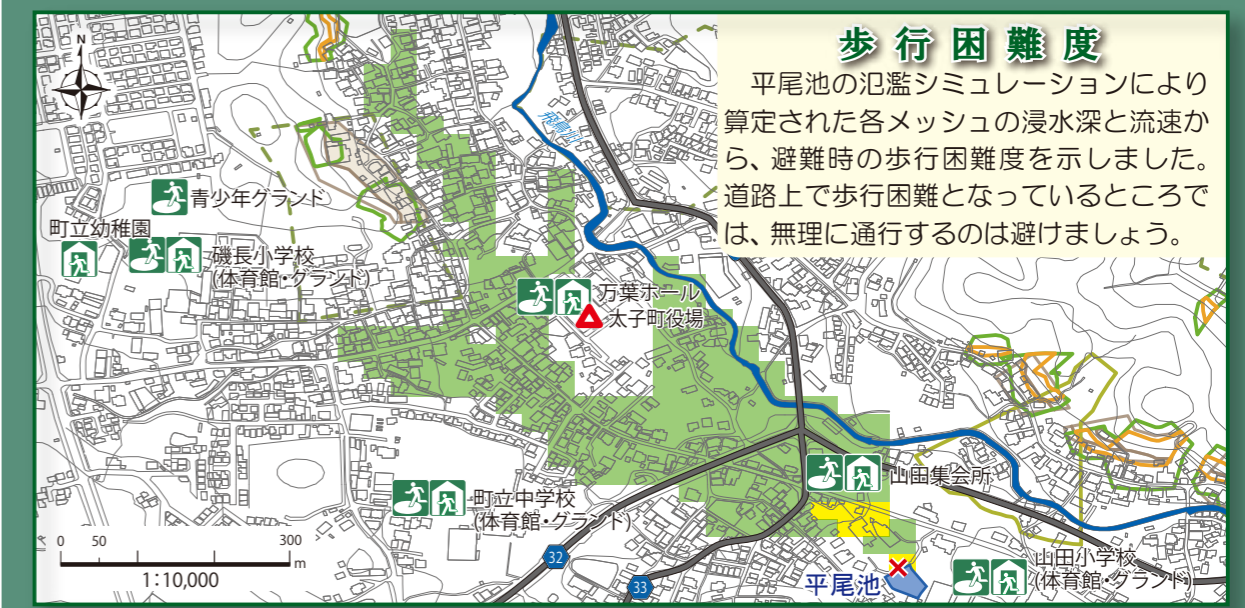 歩行困難度
平尾池の氾濫シミュレーションにより
算定された各メッシュの浸水深と流速か
ら、避難時の歩行困難度を示しました。
道路上で歩行困難となっているところで
は、無理に通行するのは避けましょう。
N
飛鳥川
青少年グランド
町立幼稚園
磯長小学校
(体育館・グランド)
万葉ホール
太子町役場
山田集会所
町立中学校
(体育館・グランド)
山田小学校
(体育館・グランド)
平尾池
32
33
0 50 300
m
1:10,000